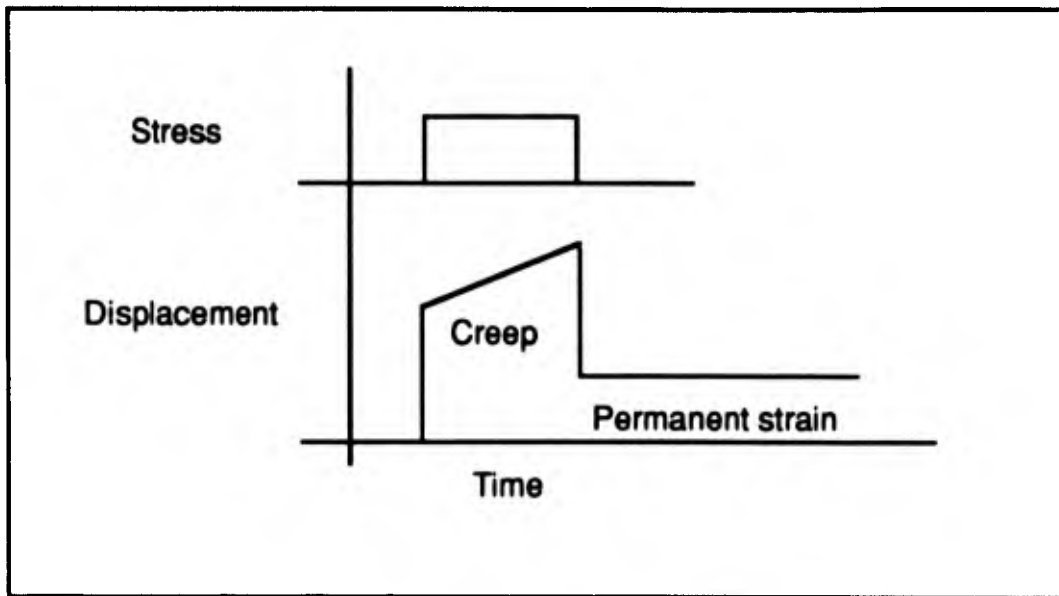 Stress
Displacement
Creep
Permanent strain
Time